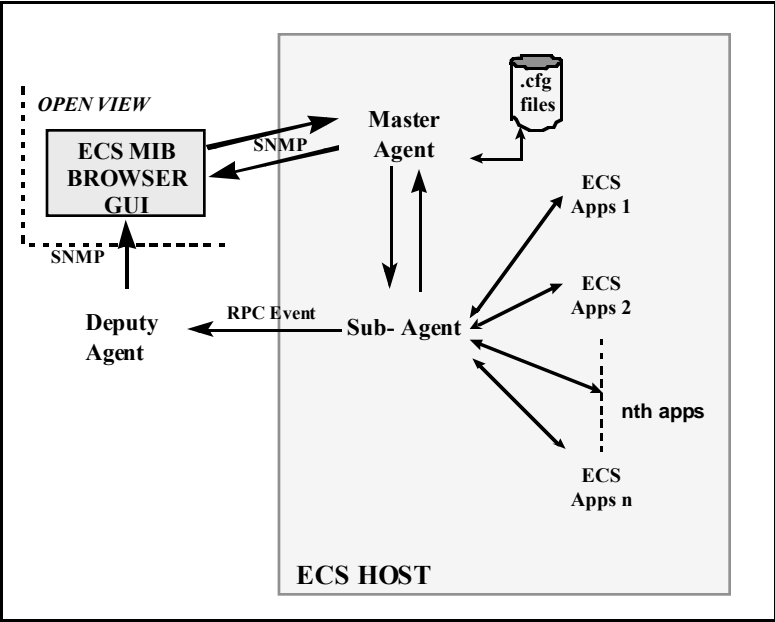 OPEN VIEW
ECS MIB
BROWSER
GUI
SNMP
SNMP
Master
Agent
.cfg
files
ECS
Apps 1
ECS
Apps 2
nth apps
ECS
Apps n
Deputy
Agent
RPC Event
Sub- Agent
ECS HOST